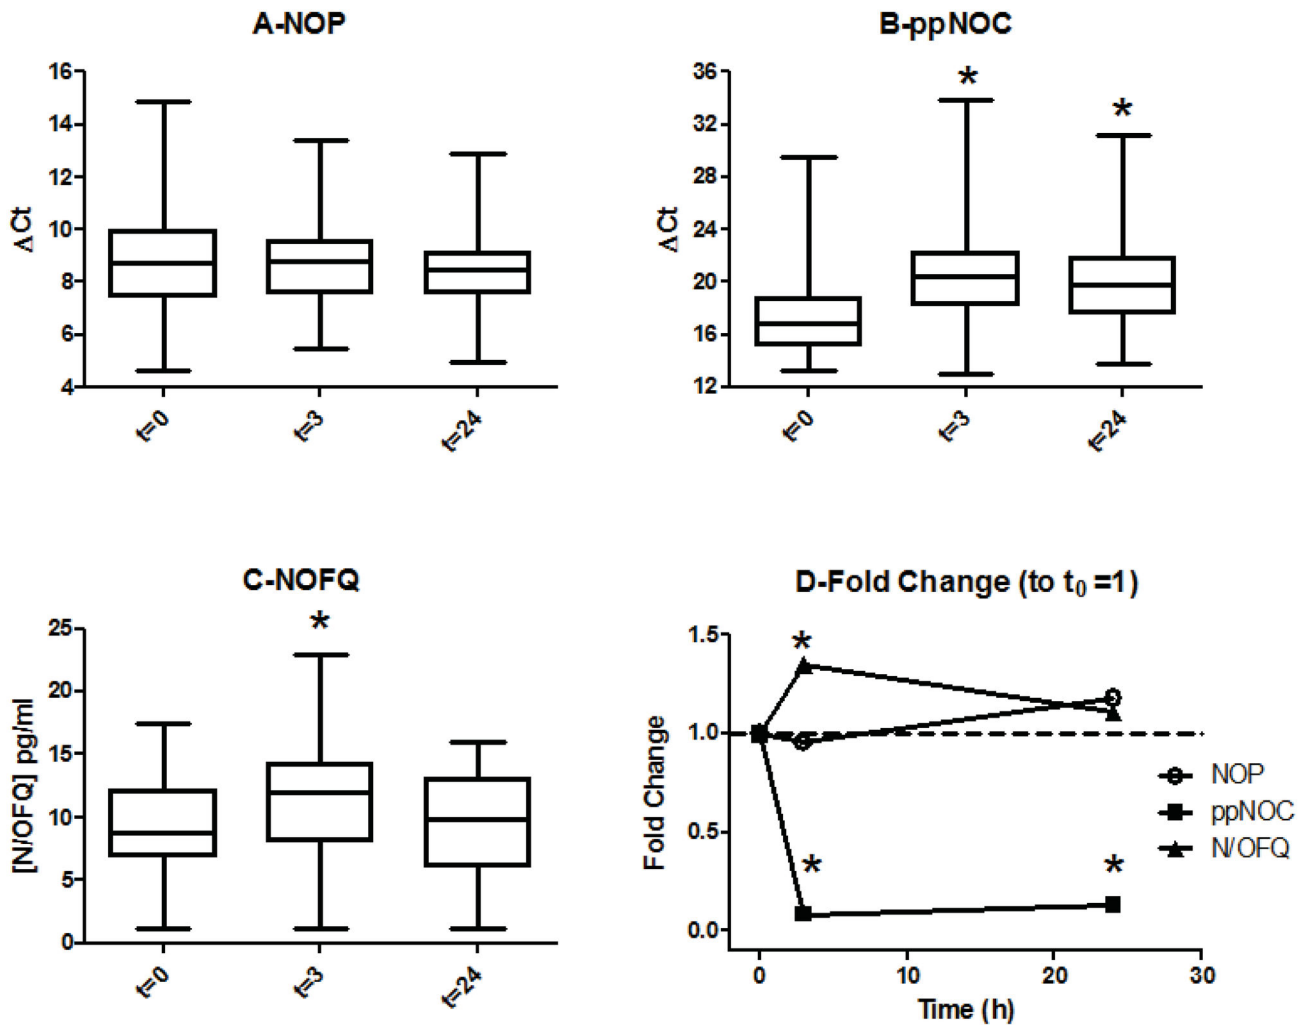 A-NOP
16
14
12
10
8
6
4
ΔCt
t=0
t=3
t=24
B-ppNOC
36
32
28
24
20
16
12
ΔCt
*
*
t=0
t=3
t=24
C-NOFQ
25
20
15
10
5
0
[N/OFQ] pg/ml
*
t=0
t=3
t=24
D-Fold Change (to t₀ =1)
1.5
1.0
0.5
0.0
Fold Change
*
*
*
NOP
ppNOC
N/OFQ
0
10
20
30
Time (h)